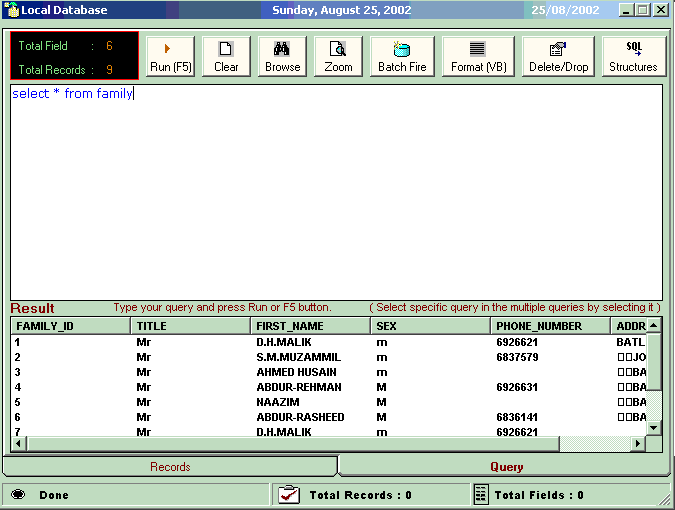 Local Database Sunday, August 25, 2002 25/08/2002
Total Field : 6
Total Records : 9
Run (F5) Clear Browse Zoom Batch Fire Format (VB) Delete/Drop SQL Structures
select * from family
Result Type your query and press Run or F5 button. ( Select specific query in the multiple queries by selecting it )
FAMILY_ID TITLE FIRST_NAME SEX PHONE_NUMBER ADDR
1 Mr D.H.MALIK m 6926621 BATL
2 Mr S.M.MUZAMMIL m 6837579 □□JO
3 Mr AHMED HUSAIN m □□BA
4 Mr ABDUR-REHMAN M 6926631 □□BA
5 Mr NAAZIM M □□BA
6 Mr ABDUR-RASHEED M 6836141 □□BA
7 Mr D.H.MALIK m 6926621
Records Query
Done Total Records : 0 Total Fields : 0